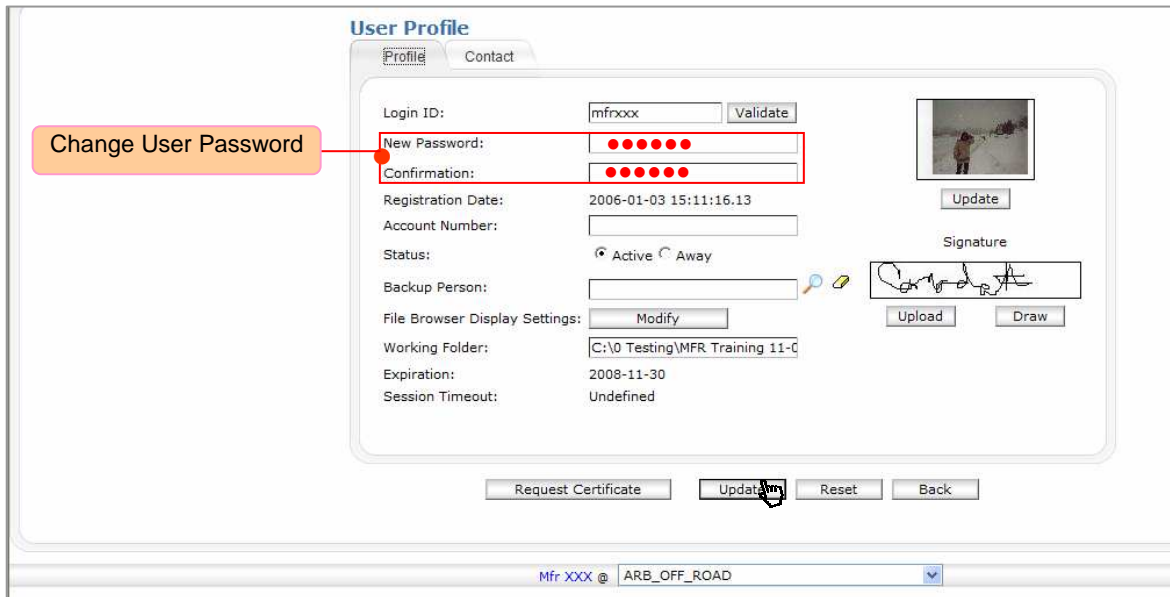 User Profile
Profile Contact
Login ID: mfrxxx Validate
Change User Password
New Password: ●●●●●●
Confirmation: ●●●●●●
Registration Date: 2006-01-03 15:11:16.13
Update
Account Number:
Signature
Status: Active Away
Backup Person:
File Browser Display Settings: Modify
Upload Draw
Working Folder: C:\0 Testing\MFR Training 11-0
Expiration: 2008-11-30
Session Timeout: Undefined
Request Certificate Update Reset Back
Mfr XXX @ ARB_OFF_ROAD